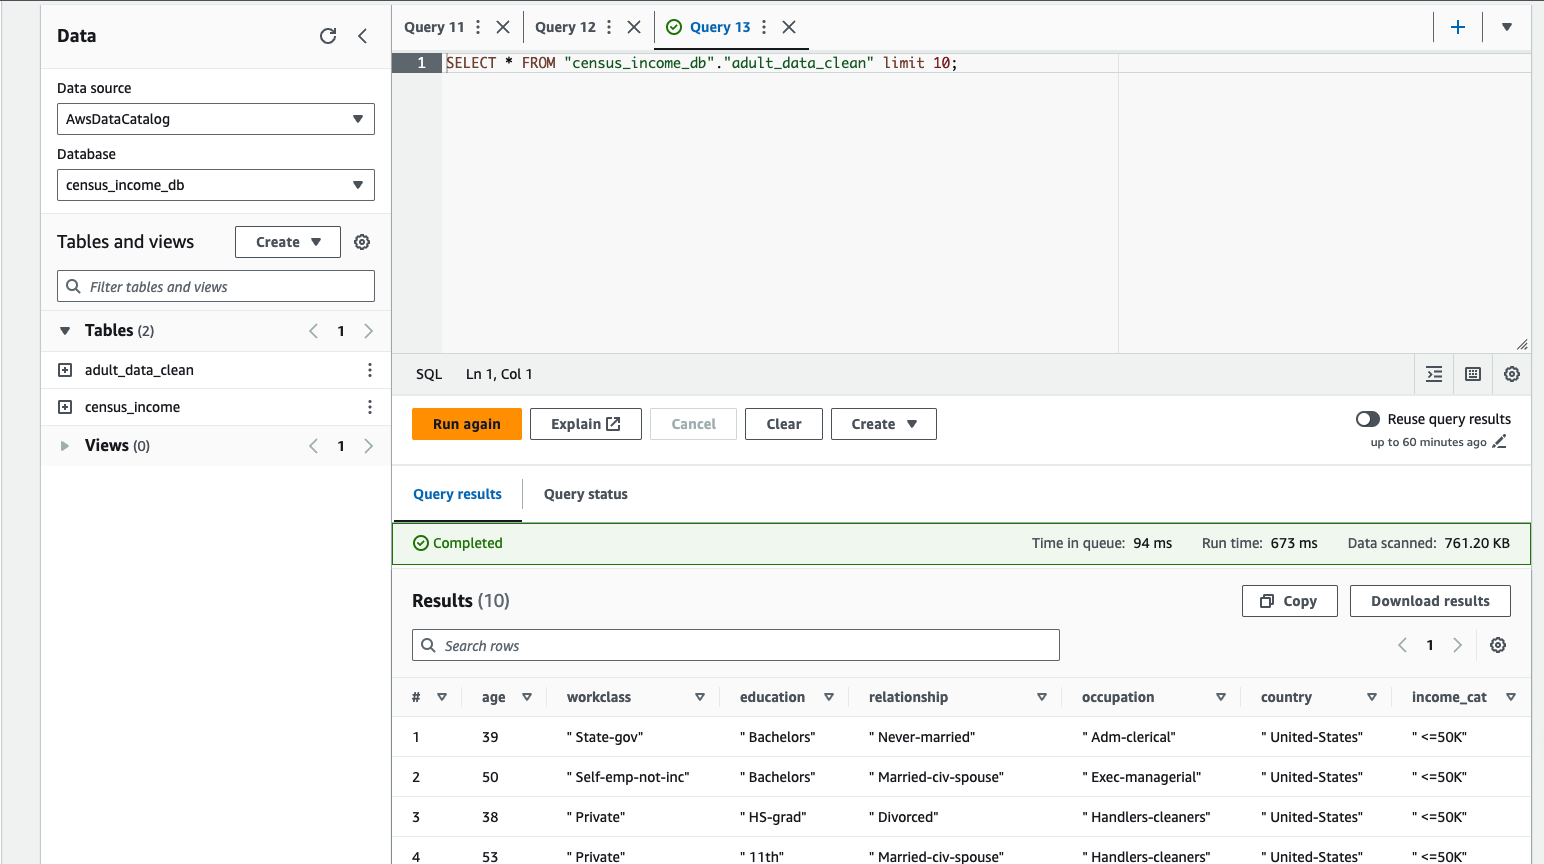 Data
Data source
AwsDataCatalog
Database
census_income_db
Tables and views
Create
Filter tables and views
Tables (2)
1
adult_data_clean
census_income
Views (0)
1
Query 11
Query 12
Query 13
1 SELECT * FROM "census_income_db"."adult_data_clean" limit 10;
SQL Ln 1, Col 1
Run again Explain Cancel Clear Create
Reuse query results
up to 60 minutes ago
Query results Query status
Completed Time in queue: 94 ms Run time: 673 ms Data scanned: 761.20 KB
Results (10) Copy Download results
Search rows 1
# age workclass education relationship occupation country income_cat
1 39 " State-gov" " Bachelors" " Never-married" " Adm-clerical" " United-States" " <=50K"
2 50 " Self-emp-not-inc" " Bachelors" " Married-civ-spouse" " Exec-managerial" " United-States" " <=50K"
3 38 " Private" " HS-grad" " Divorced" " Handlers-cleaners" " United-States" " <=50K"
4 53 " Private" " 11th" " Married-civ-spouse" " Handlers-cleaners" " United-States" " <=50K"